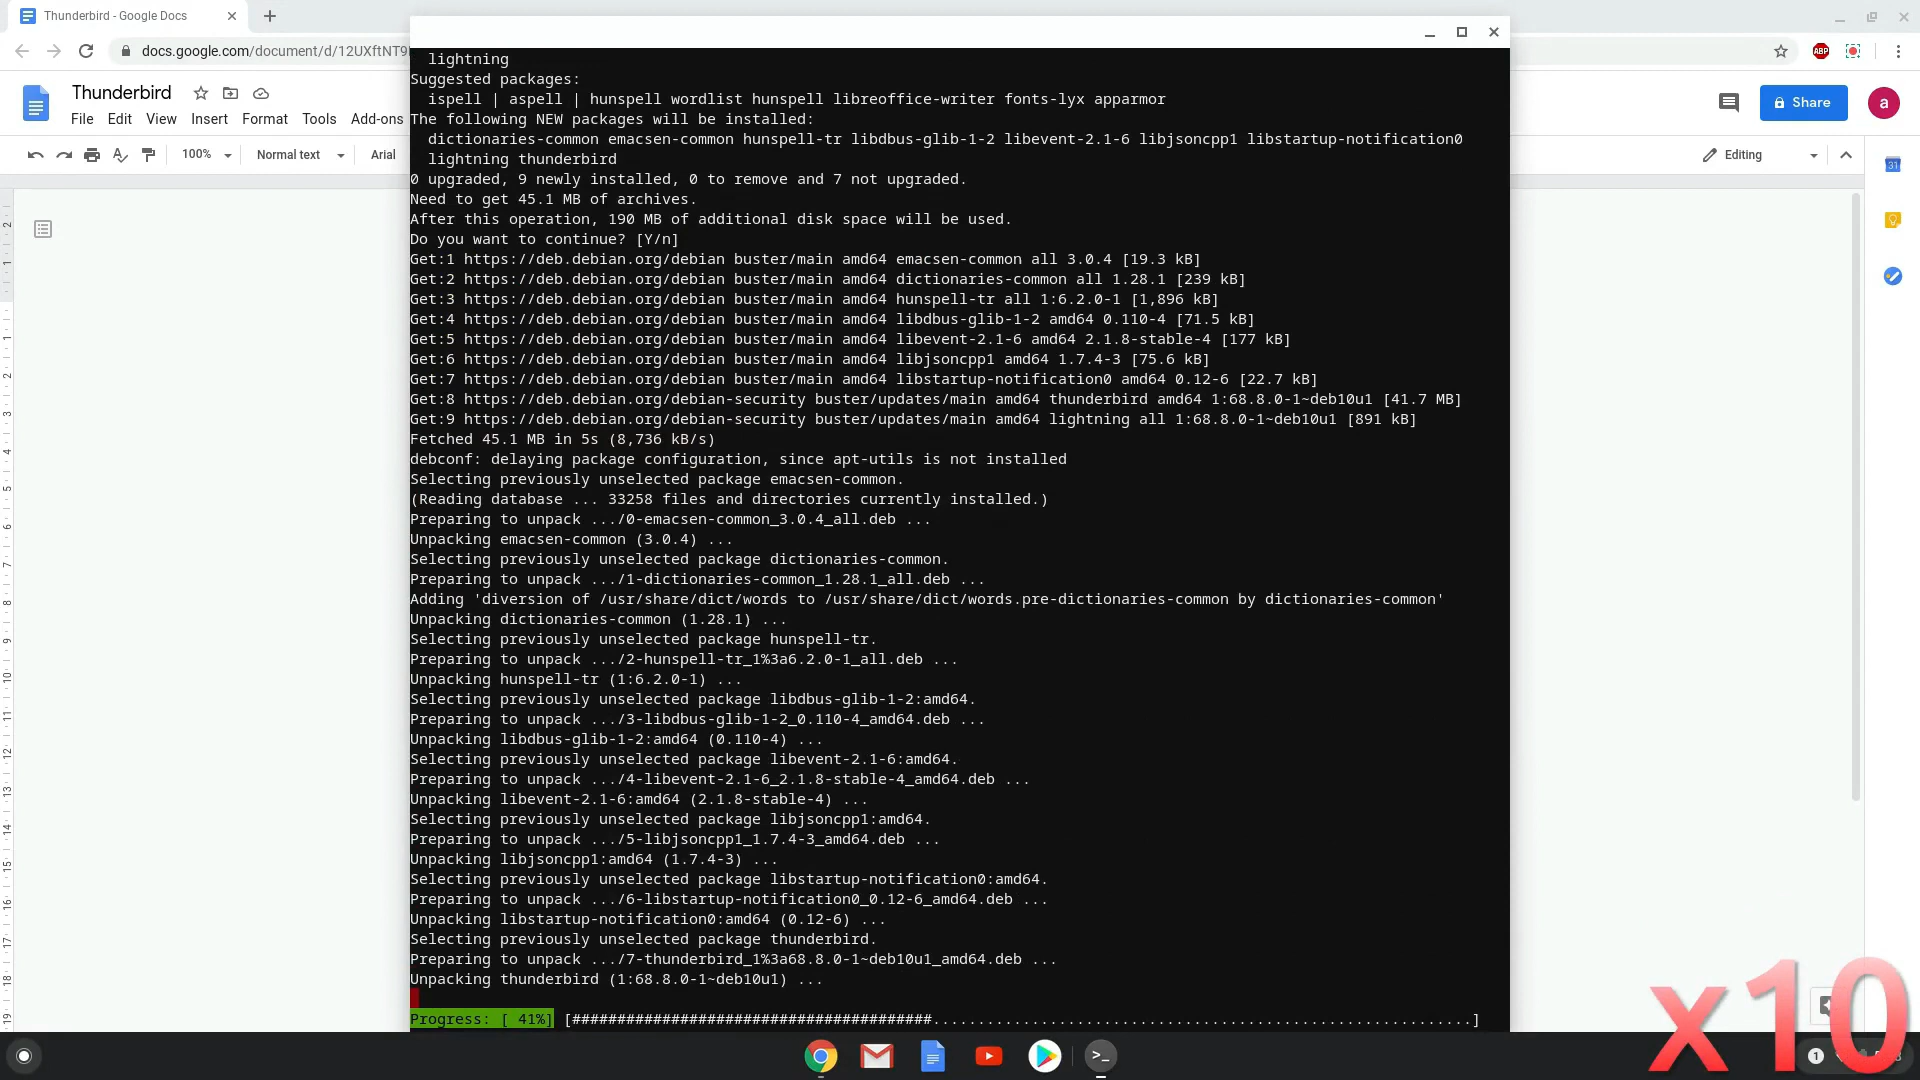 Thunderbird - Google Docs
docs.google.com/document/d/12UXftNT9
ABP
Thunderbird
File Edit View Insert Format Tools Add-ons
Share
a
100% Normal text Arial
Editing
31
lightning
Suggested packages:
ispell | aspell | hunspell wordlist hunspell libreoffice-writer fonts-lyx apparmor
The following NEW packages will be installed:
dictionaries-common emacsen-common hunspell-tr libdbus-glib-1-2 libevent-2.1-6 libjsoncpp1 libstartup-notification0
lightning thunderbird
0 upgraded, 9 newly installed, 0 to remove and 7 not upgraded.
Need to get 45.1 MB of archives.
After this operation, 190 MB of additional disk space will be used.
Do you want to continue? [Y/n]
Get:1 https://deb.debian.org/debian buster/main amd64 emacsen-common all 3.0.4 [19.3 kB]
Get:2 https://deb.debian.org/debian buster/main amd64 dictionaries-common all 1.28.1 [239 kB]
Get:3 https://deb.debian.org/debian buster/main amd64 hunspell-tr all 1:6.2.0-1 [1,896 kB]
Get:4 https://deb.debian.org/debian buster/main amd64 libdbus-glib-1-2 amd64 0.110-4 [71.5 kB]
Get:5 https://deb.debian.org/debian buster/main amd64 libevent-2.1-6 amd64 2.1.8-stable-4 [177 kB]
Get:6 https://deb.debian.org/debian buster/main amd64 libjsoncpp1 amd64 1.7.4-3 [75.6 kB]
Get:7 https://deb.debian.org/debian buster/main amd64 libstartup-notification0 amd64 0.12-6 [22.7 kB]
Get:8 https://deb.debian.org/debian-security buster/updates/main amd64 thunderbird amd64 1:68.8.0-1~deb10u1 [41.7 MB]
Get:9 https://deb.debian.org/debian-security buster/updates/main amd64 lightning all 1:68.8.0-1~deb10u1 [891 kB]
Fetched 45.1 MB in 5s (8,736 kB/s)
debconf: delaying package configuration, since apt-utils is not installed
Selecting previously unselected package emacsen-common.
(Reading database ... 33258 files and directories currently installed.)
Preparing to unpack .../0-emacsen-common_3.0.4_all.deb ...
Unpacking emacsen-common (3.0.4) ...
Selecting previously unselected package dictionaries-common.
Preparing to unpack .../1-dictionaries-common_1.28.1_all.deb ...
Adding 'diversion of /usr/share/dict/words to /usr/share/dict/words.pre-dictionaries-common by dictionaries-common'
Unpacking dictionaries-common (1.28.1) ...
Selecting previously unselected package hunspell-tr.
Preparing to unpack .../2-hunspell-tr_1%3a6.2.0-1_all.deb ...
Unpacking hunspell-tr (1:6.2.0-1) ...
Selecting previously unselected package libdbus-glib-1-2:amd64.
Preparing to unpack .../3-libdbus-glib-1-2_0.110-4_amd64.deb ...
Unpacking libdbus-glib-1-2:amd64 (0.110-4) ...
Selecting previously unselected package libevent-2.1-6:amd64.
Preparing to unpack .../4-libevent-2.1-6_2.1.8-stable-4_amd64.deb ...
Unpacking libevent-2.1-6:amd64 (2.1.8-stable-4) ...
Selecting previously unselected package libjsoncpp1:amd64.
Preparing to unpack .../5-libjsoncpp1_1.7.4-3_amd64.deb ...
Unpacking libjsoncpp1:amd64 (1.7.4-3) ...
Selecting previously unselected package libstartup-notification0:amd64.
Preparing to unpack .../6-libstartup-notification0_0.12-6_amd64.deb ...
Unpacking libstartup-notification0:amd64 (0.12-6) ...
Selecting previously unselected package thunderbird.
Preparing to unpack .../7-thunderbird_1%3a68.8.0-1~deb10u1_amd64.deb ...
Unpacking thunderbird (1:68.8.0-1~deb10u1) ...
Progress: [ 41%] [########################################............................................................]
x10
1